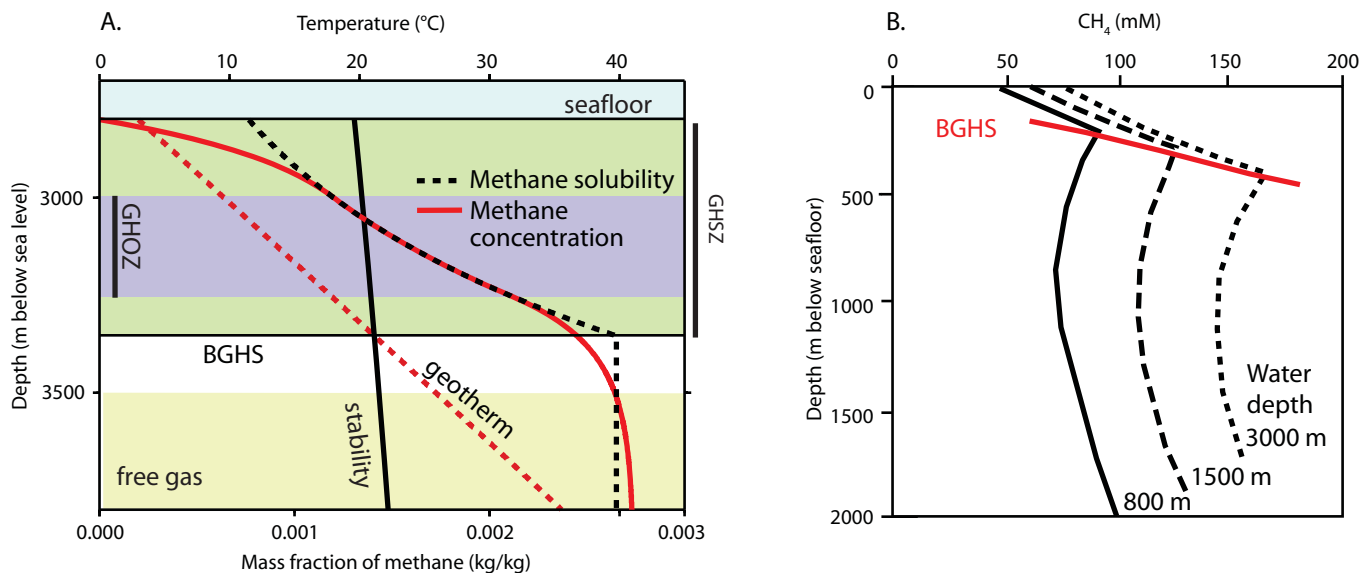 A.
Temperature (°C)
0 10 20 30 40
seafloor
Methane solubility
Methane
concentration
GHOZ
GHSZ
BGHS
geotherm
stability
free gas
3000
3500
Depth (m below sea level)
0.000 0.001 0.002 0.003
Mass fraction of methane (kg/kg)
B.
CH4 (mM)
0 50 100 150 200
BGHS
0
500
1000
1500
2000
Depth (m below seafloor)
Water
depth
3000 m
1500 m
800 m